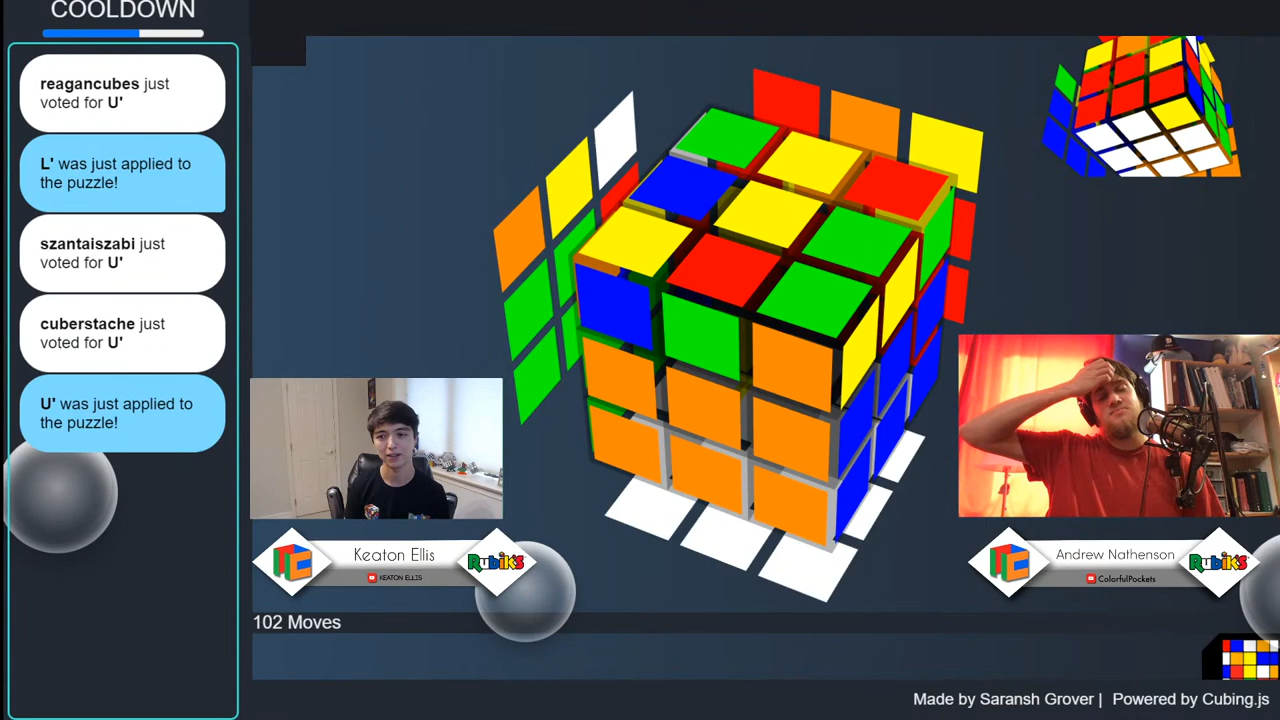 COOLDOWN
reagancubes just
voted for U'
L' was just applied to
the puzzle!
szantaiszabi just
voted for U'
cuberstache just
voted for U'
U' was just applied to
the puzzle!
Keaton Ellis
KEATON ELLIS
Rubik's
Andrew Nathenson
ColorfulPockets
Rubik's
102 Moves
Made by Saransh Grover | Powered by Cubing.js